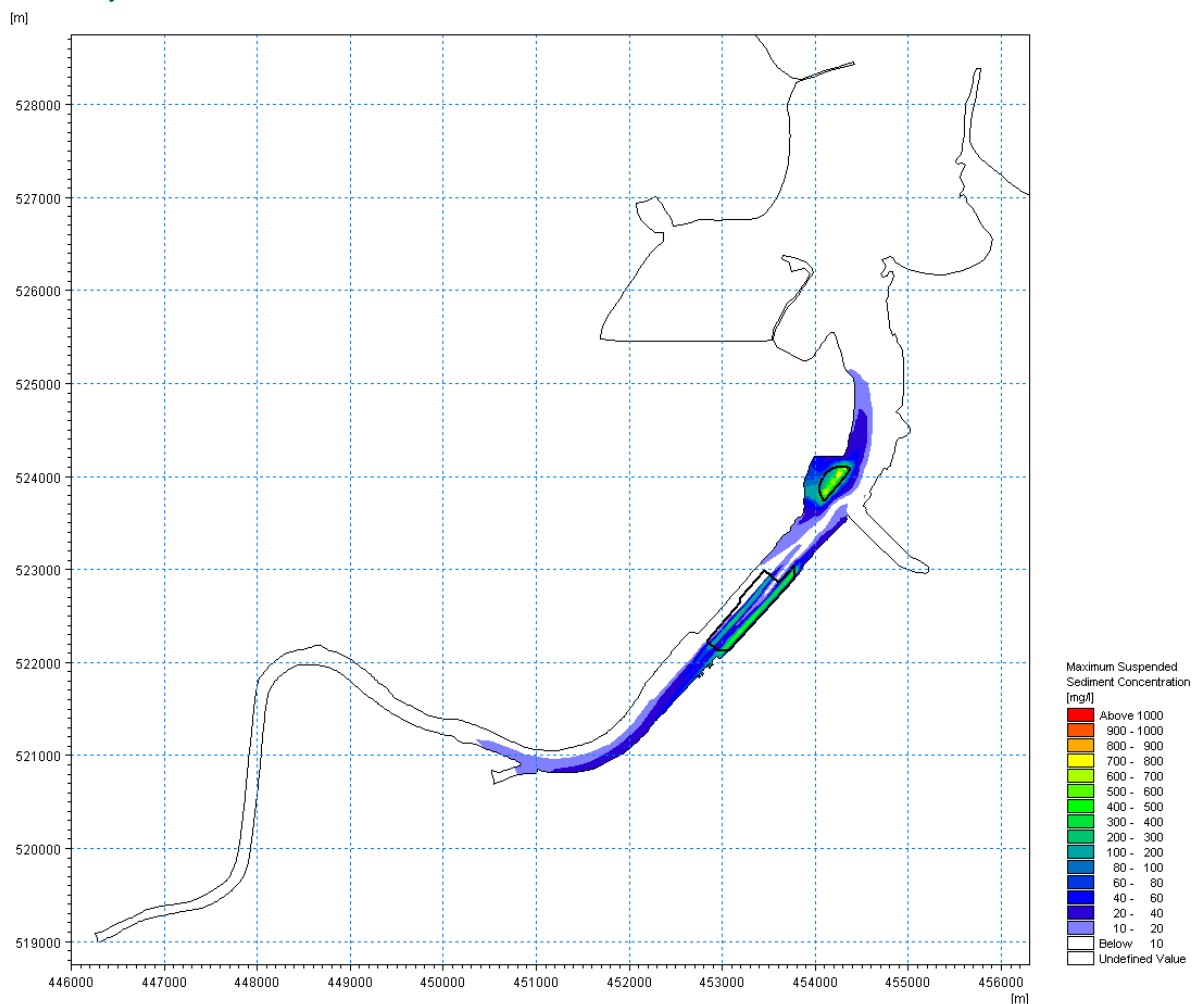 [m]
528000
527000
526000
525000
524000
523000
522000
521000
520000
519000
446000 447000 448000 449000 450000 451000 452000 453000 454000 455000 456000
[m]
Maximum Suspended
Sediment Concentration
[mg/l]
Above 1000
900 - 1000
800 - 900
700 - 800
600 - 700
500 - 600
400 - 500
300 - 400
200 - 300
100 - 200
80 - 100
60 - 80
40 - 60
20 - 40
10 - 20
Below 10
Undefined Value